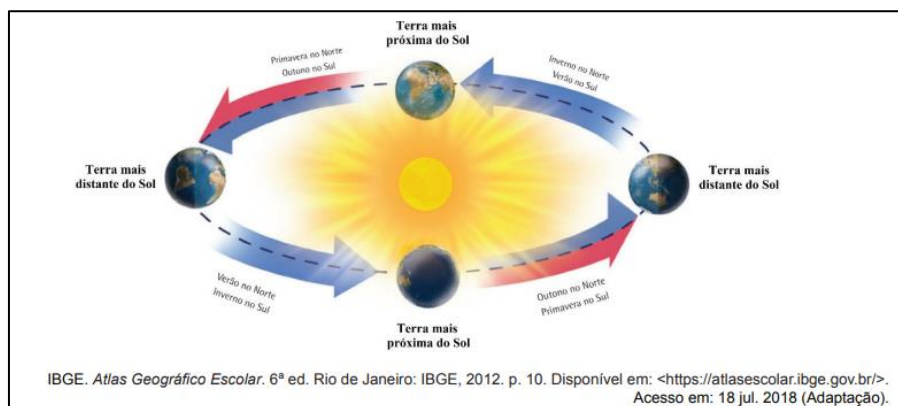 Terra mais
próxima do Sol
Primavera no Norte
Outuno no Sul
Inverno no Norte
Verão no Sul
Terra mais
distante do Sol
Terra mais
distante do Sol
Verão no Norte
Inverno no Sul
Outono no Norte
Primavera no Sul
Terra mais
próxima do Sol
IBGE. Atlas Geográfico Escolar. 6ª ed. Rio de Janeiro: IBGE, 2012. p. 10. Disponível em: <https://atlasescolar.ibge.gov.br/>.
Acesso em: 18 jul. 2018 (Adaptação).